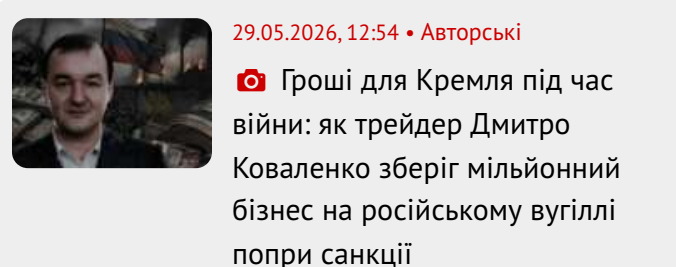 29.05.2026, 12:54 • Авторські
Гроші для Кремля під час
війни: як трейдер Дмитро
Коваленко зберіг мільйонний
бізнес на російському вугіллі
попри санкції